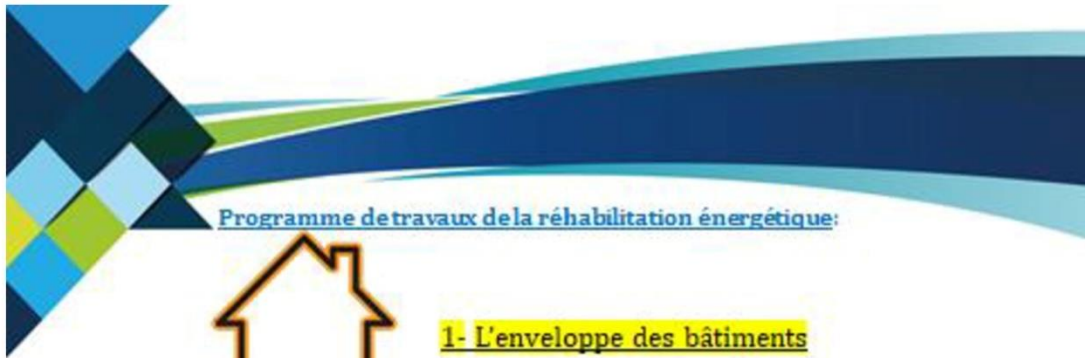 Programme de travaux de la réhabilitation énergétique:
1- L'enveloppe des bâtiments